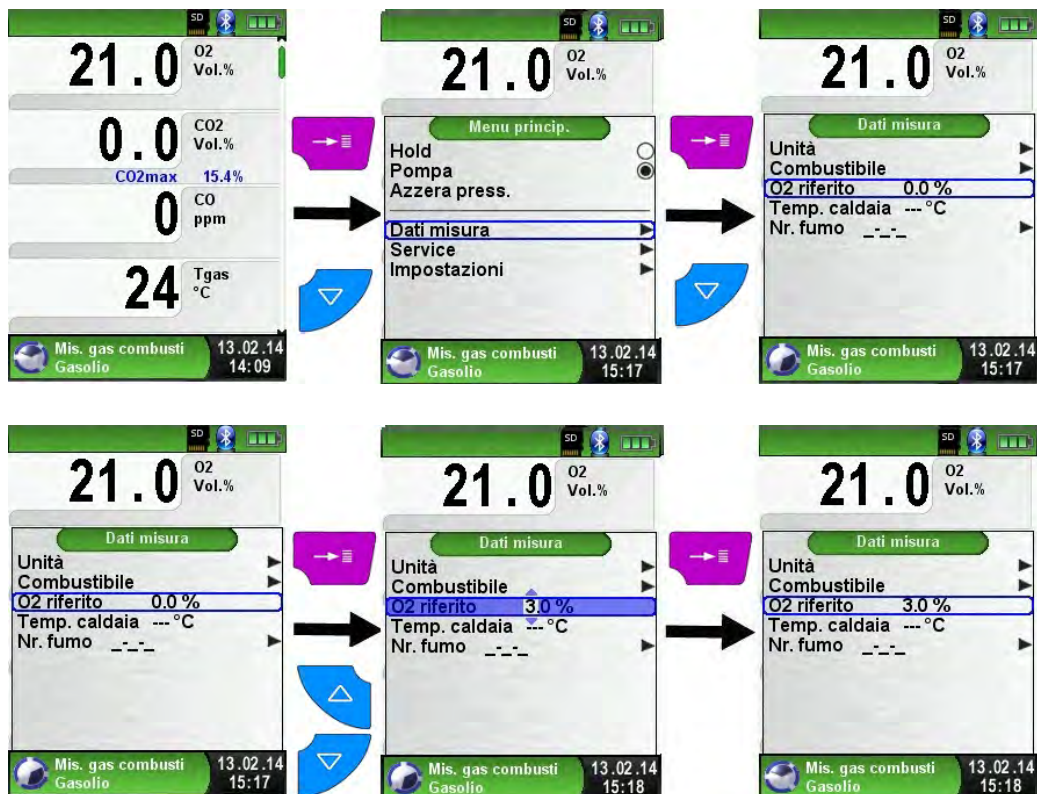 SD
21.0 O2
Vol.%
0.0 CO2
Vol.%
CO2max 15.4%
0 CO
ppm
24 Tgas
°C
Mis. gas combusti 13.02.14
Gasolio 14:09
SD
21.0 O2
Vol.%
Menu princip.
Hold
Pompa
Azzera press.
Dati misura
Service
Impostazioni
Mis. gas combusti 13.02.14
Gasolio 15:17
SD
21.0 O2
Vol.%
Dati misura
Unità
Combustibile
O2 riferito 0.0 %
Temp. caldaia --- °C
Nr. fumo _-_-_
Mis. gas combusti 13.02.14
Gasolio 15:17
SD
21.0 O2
Vol.%
Dati misura
Unità
Combustibile
O2 riferito 0.0 %
Temp. caldaia --- °C
Nr. fumo _-_-_
Mis. gas combusti 13.02.14
Gasolio 15:17
SD
21.0 O2
Vol.%
Dati misura
Unità
Combustibile
O2 riferito 3.0 %
Temp. caldaia --- °C
Nr. fumo _-_-_
Mis. gas combusti 13.02.14
Gasolio 15:18
SD
21.0 O2
Vol.%
Dati misura
Unità
Combustibile
O2 riferito 3.0 %
Temp. caldaia --- °C
Nr. fumo _-_-_
Mis. gas combusti 13.02.14
Gasolio 15:18